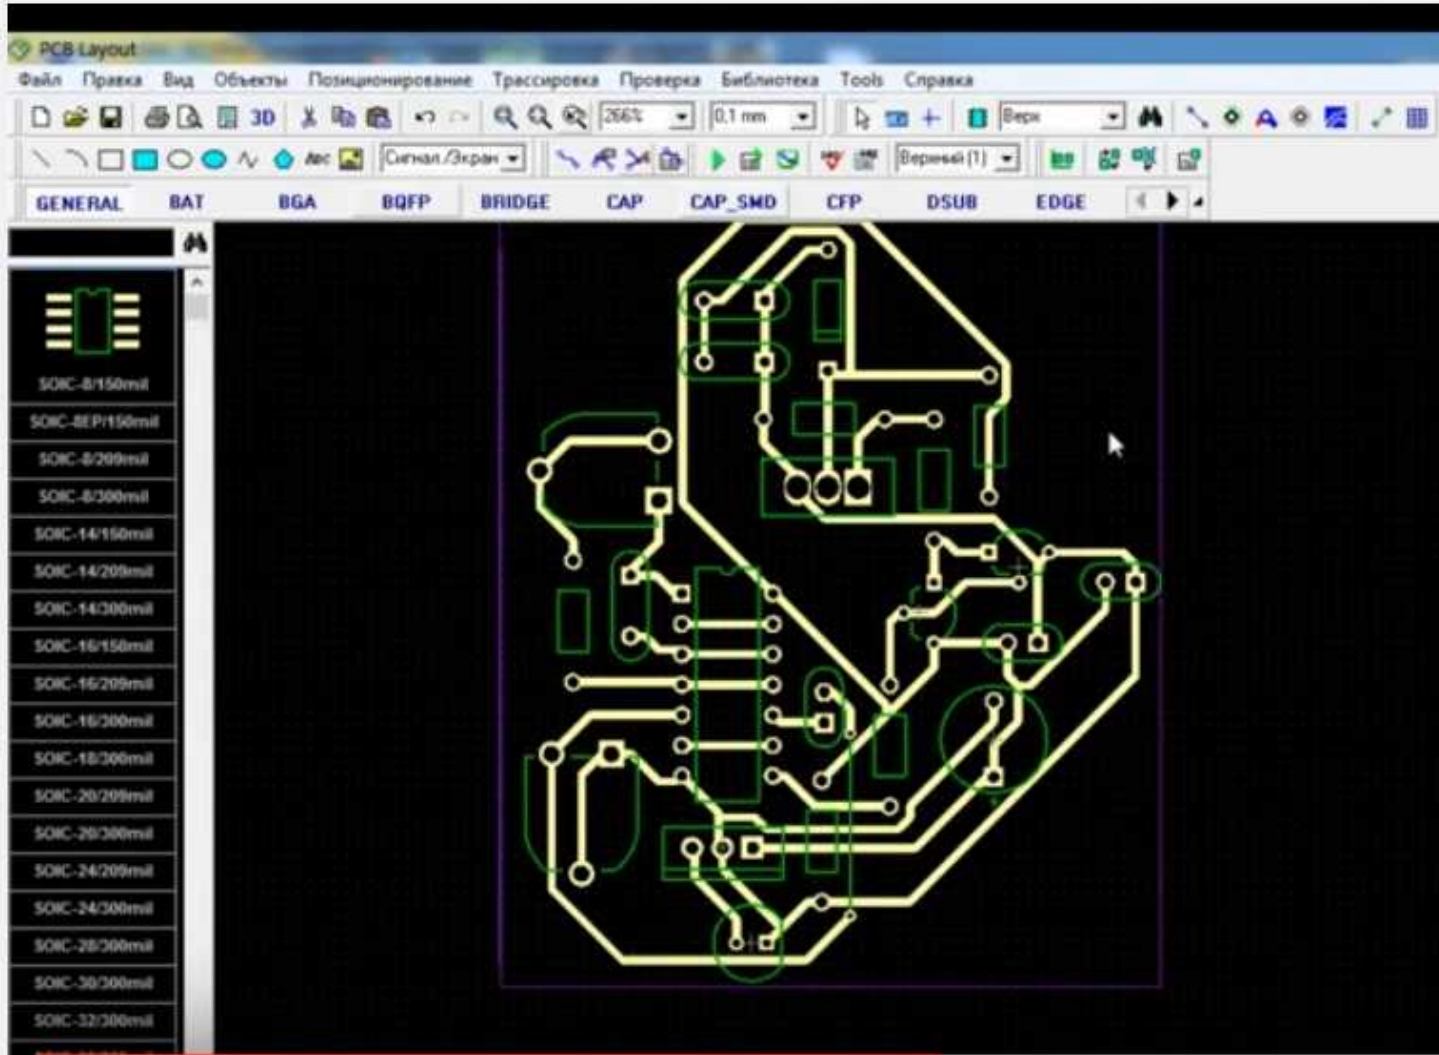 PCB Layout
Файл Правка Вид Объекты Позиционирование Трассировка Проверка Библиотека Tools Справка
3D 266% 0,1 mm Верх
ABC Сигнал./Экран Верхний (1)
GENERAL BAT BGA BQFP BRIDGE CAP CAP_SMD CFP DSUB EDGE
SOIC-8/150mil
SOIC-8EP/150mil
SOIC-8/209mil
SOIC-8/300mil
SOIC-14/150mil
SOIC-14/209mil
SOIC-14/300mil
SOIC-16/150mil
SOIC-16/209mil
SOIC-16/300mil
SOIC-18/300mil
SOIC-20/209mil
SOIC-20/300mil
SOIC-24/209mil
SOIC-24/300mil
SOIC-28/300mil
SOIC-30/300mil
SOIC-32/300mil